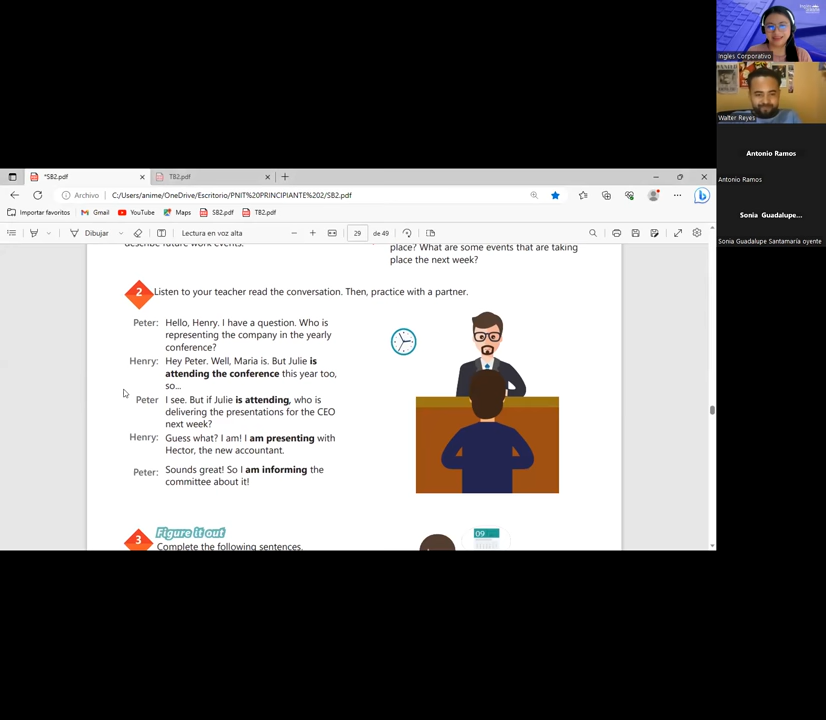 Ingles Corporativo
Walter Reyes
Antonio Ramos
Antonio Ramos
Sonia Guadalupe...
Sonia Guadalupe Santamaría oyente
*SB2.pdf
TB2.pdf
Archivo
C:/Users/anime/OneDrive/Escritorio/PNIT%20PRINCIPIANTE%202/SB2.pdf
Importar favoritos
Gmail
YouTube
Maps
SB2.pdf
TB2.pdf
Dibujar
Lectura en voz alta
29
de 49
describe future work events.
place? What are some events that are taking
place the next week?
2 Listen to your teacher read the conversation. Then, practice with a partner.
Peter: Hello, Henry. I have a question. Who is
representing the company in the yearly
conference?
Henry: Hey Peter. Well, Maria is. But Julie is
attending the conference this year too,
so...
Peter I see. But if Julie is attending, who is
delivering the presentations for the CEO
next week?
Henry: Guess what? I am! I am presenting with
Hector, the new accountant.
Peter: Sounds great! So I am informing the
committee about it!
3 Figure it out
Complete the following sentences.
09